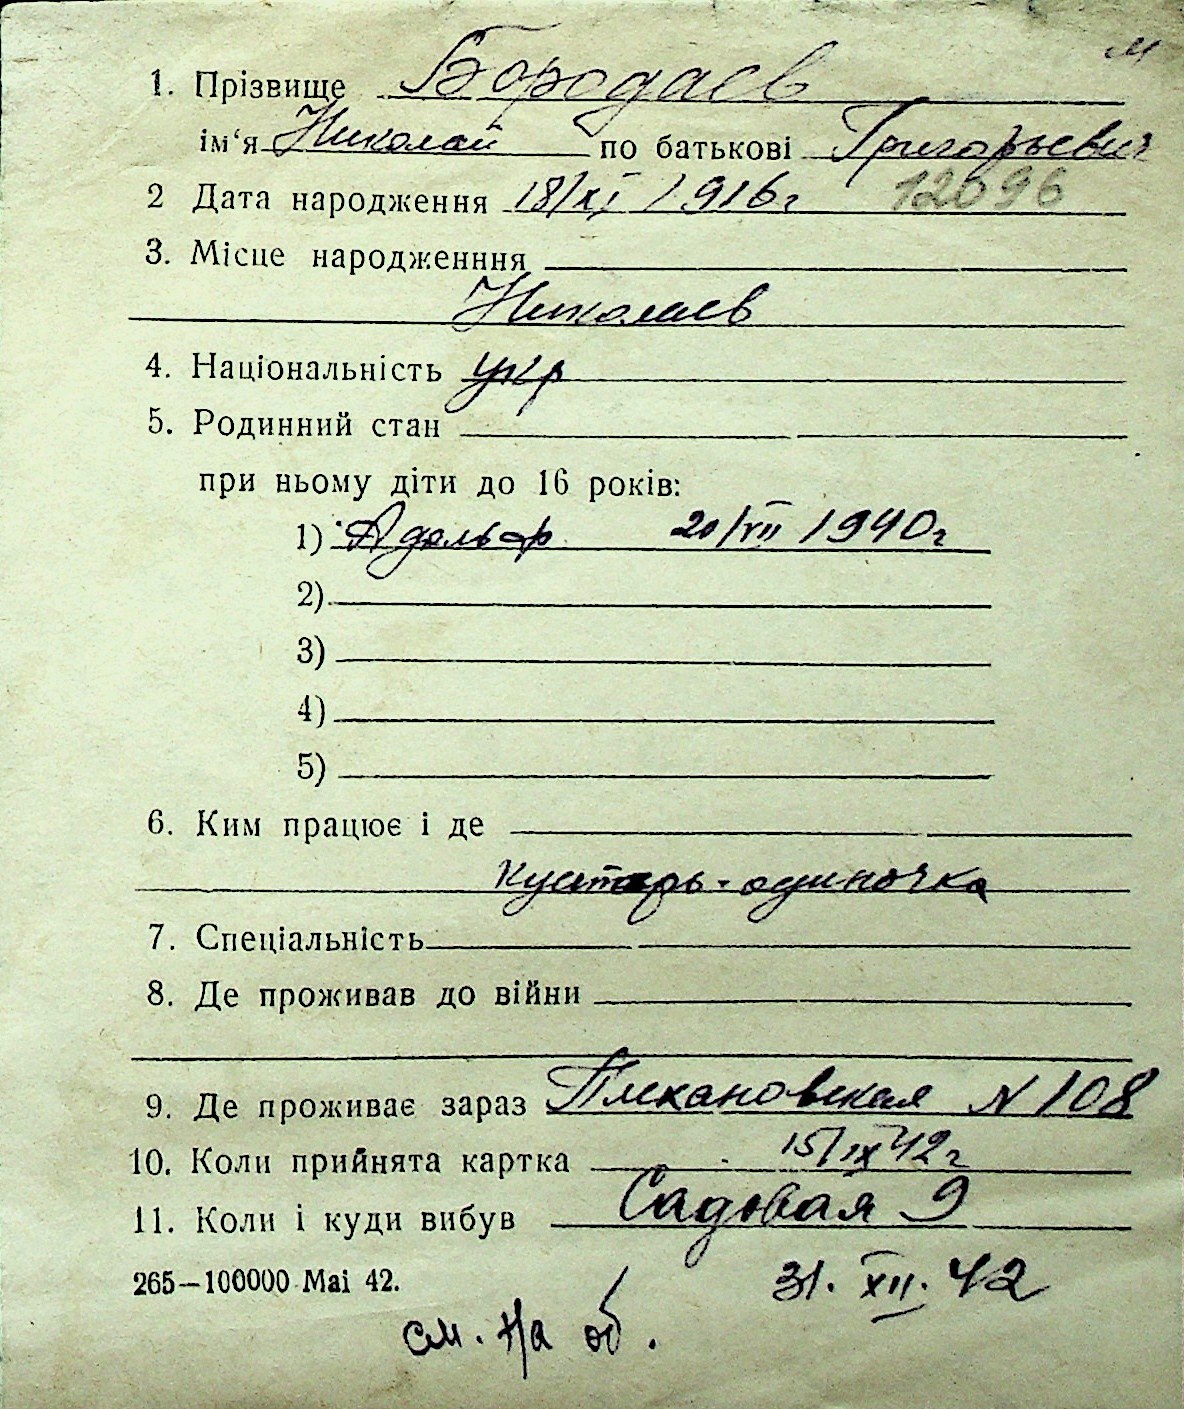 м
1. Прізвище Бородаев
ім‘я Николай по батькові Григорьевич
2 Дата народження 18/XI 1916г 12096
3. Місце народженння
Николаев
4. Національність укр
5. Родинний стан
при ньому діти до 16 років:
1) Адольф 20/VII 1940г
2)
3)
4)
5)
6. Ким працює і де
Кустарь-одиночка
7. Спеціальність
8. Де проживав до війни
9. Де проживає зараз Плехановская N 108
10. Коли прийнята картка 15/IX 42г
11. Коли і куди вибув Садовая 9
265—100000 Mai 42. 31. XII. 42
см. на об.